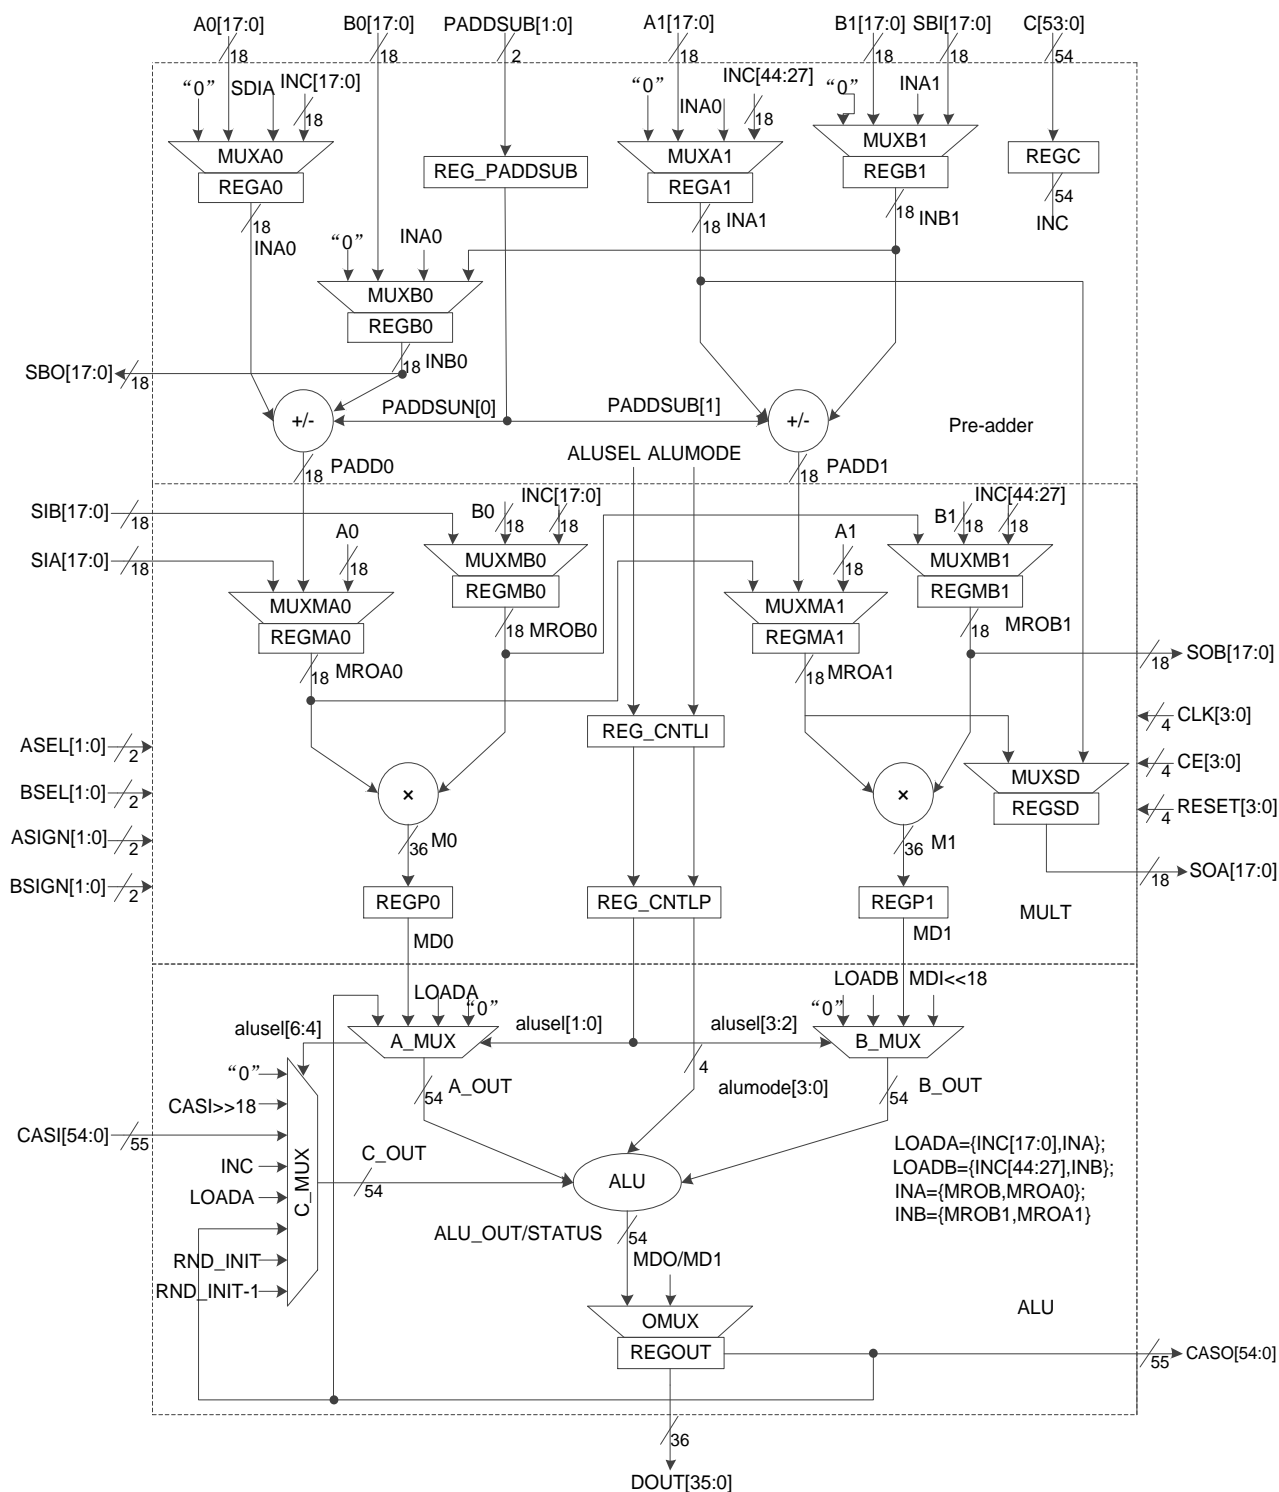 A0[17:0] B0[17:0] PADDSUB[1:0] A1[17:0] B1[17:0] SBI[17:0] C[53:0]
18 18 2 18 18 18 54
“0” SDIA INC[17:0] “0” INA0 INC[44:27] “0” INA1
18 18
MUXA0 MUXA1 MUXB1
REGA0 REG_PADDSUB REGA1 REGB1 REGC
18 18 18 54
INA0 INA1 INB1 INC
“0” INA0
MUXB0
REGB0
18 INB0
SBO[17:0] 18
PADDSUN[0] PADDSUB[1]
+/- +/-
Pre-adder
18 PADD0 ALUSEL ALUMODE 18 PADD1
SIB[17:0] 18 B0 18 INC[17:0] 18 B1 18 INC[44:27] 18
SIA[17:0] 18 A0 18 MUXMB0 A1 18 MUXMB1
MUXMA0 REGMB0 MUXMA1 REGMB1
REGMA0 18 MROB0 REGMA1 18 MROB1
18 MROA0 18 MROA1 18 SOB[17:0]
4 CLK[3:0]
REG_CNTLI
ASEL[1:0] 2
4 CE[3:0]
MUXSD
BSEL[1:0] 2 × × REGSD 4 RESET[3:0]
ASIGN[1:0] 2 36 M0 36 M1
18 SOA[17:0]
BSIGN[1:0] 2
REGP0 REG_CNTLP REGP1 MULT
MD0 MD1
LOADA “0” “0” LOADB MDI<<18
alusel[6:4] A_MUX alusel[1:0] alusel[3:2] B_MUX
“0” 54 A_OUT 4 alumode[3:0] 54 B_OUT
CASI>>18
CASI[54:0] 55
INC
LOADA
C_MUX
C_OUT
54
RND_INIT
RND_INIT-1
ALU
LOADA={INC[17:0],INA};
LOADB={INC[44:27],INB};
INA={MROB,MROA0};
INB={MROB1,MROA1}
ALU_OUT/STATUS 54
MDO/MD1
OMUX ALU
REGOUT
55 CASO[54:0]
36
DOUT[35:0]